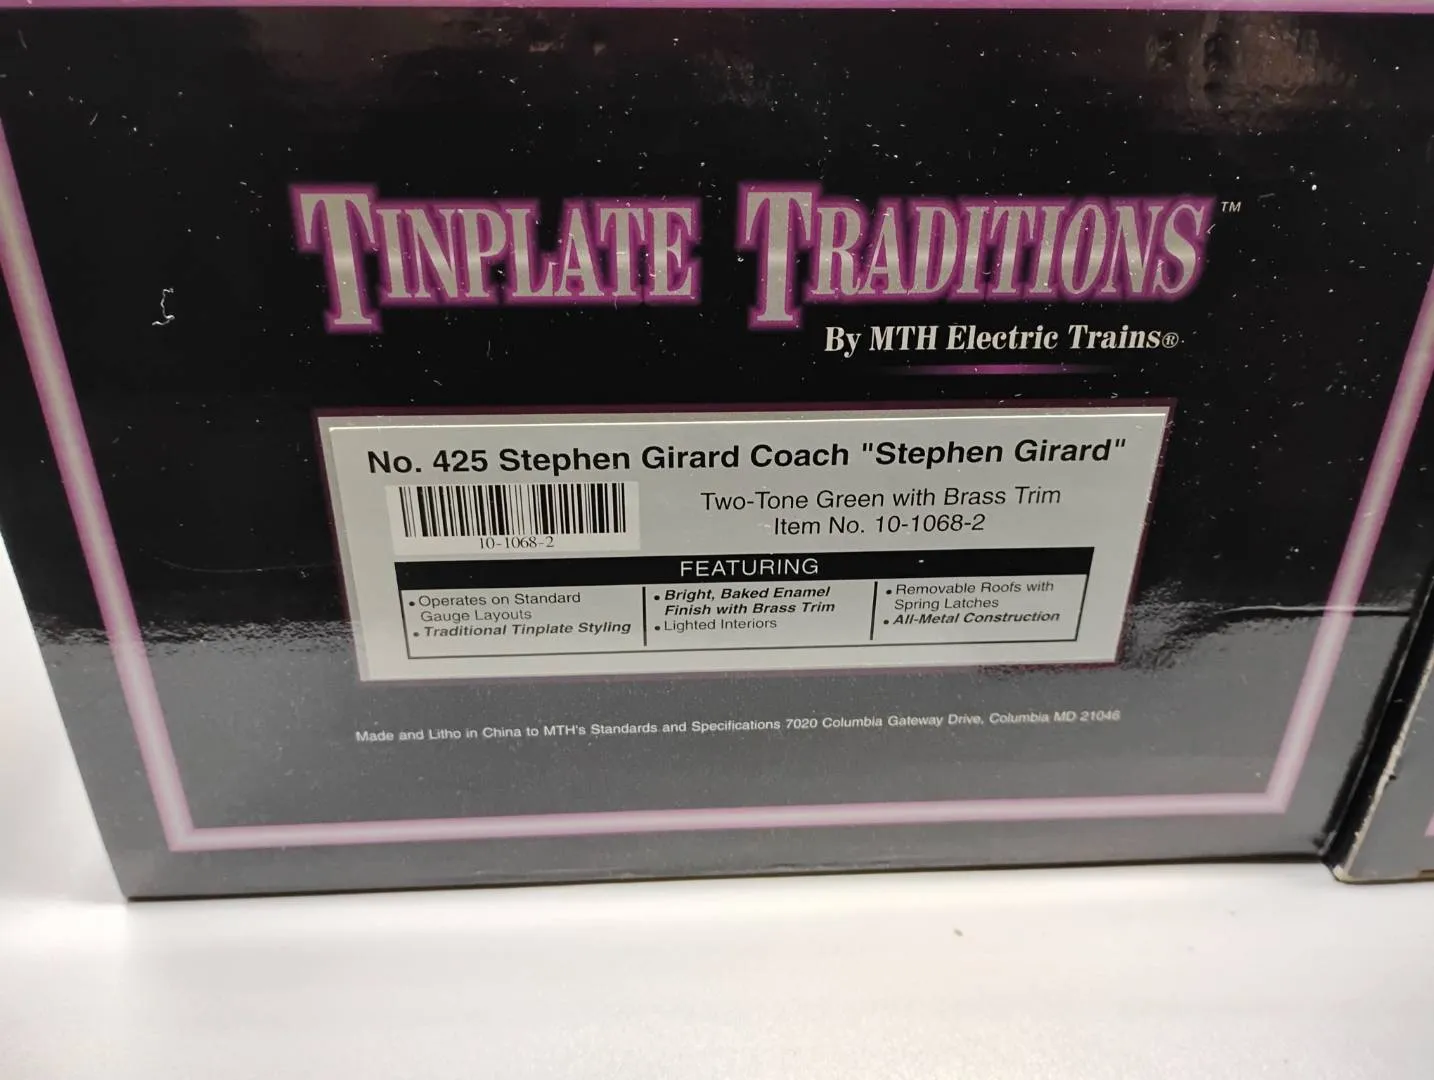 TINPLATE TRADITIONS™
By MTH Electric Trains®
No. 425 Stephen Girard Coach "Stephen Girard"
Two-Tone Green with Brass Trim
Item No. 10-1068-2
10-1068-2
FEATURING
• Operates on Standard
Gauge Layouts
• Traditional Tinplate Styling
• Bright, Baked Enamel
Finish with Brass Trim
• Lighted Interiors
• Removable Roofs with
Spring Latches
• All-Metal Construction
Made and Litho in China to MTH's Standards and Specifications 7020 Columbia Gateway Drive, Columbia MD 21046